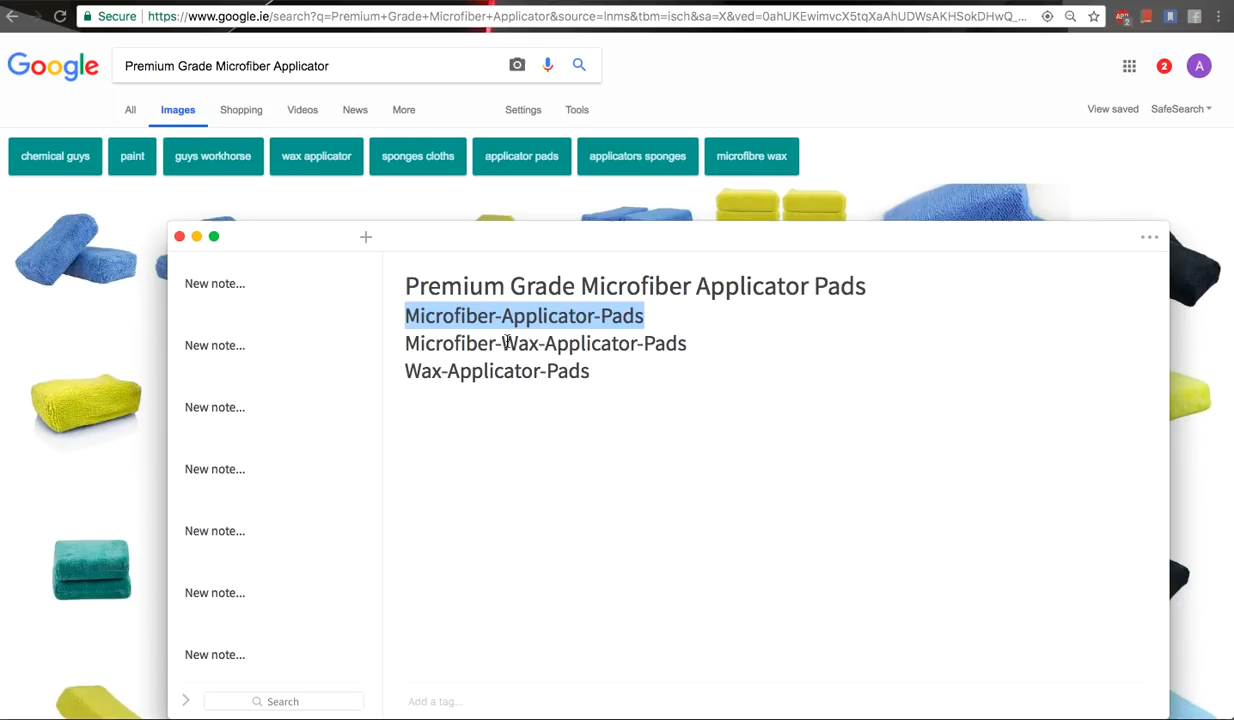 Secure https://www.google.ie/search?q=Premium+Grade+Microfiber+Applicator&source=lnms&tbm=isch&sa=X&ved=0ahUKEwimvcX5tqXaAhUDWsAKHSokDHwQ_...
Google
Premium Grade Microfiber Applicator
2
A
All Images Shopping Videos News More Settings Tools
View saved SafeSearch
chemical guys paint guys workhorse wax applicator sponges cloths applicator pads applicators sponges microfibre wax
New note...
New note...
New note...
New note...
New note...
New note...
New note...
Search
Premium Grade Microfiber Applicator Pads
Microfiber-Applicator-Pads
Microfiber-Wax-Applicator-Pads
Wax-Applicator-Pads
Add a tag...